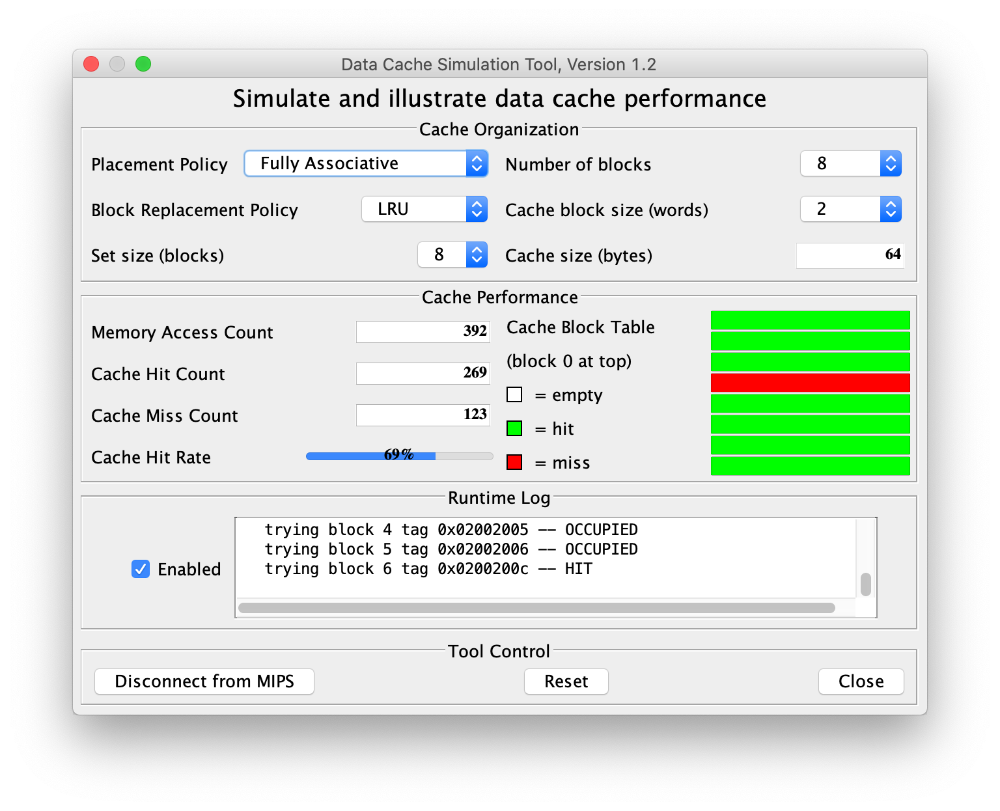 Data Cache Simulation Tool, Version 1.2
Simulate and illustrate data cache performance
Cache Organization
Placement Policy Fully Associative Number of blocks 8
Block Replacement Policy LRU Cache block size (words) 2
Set size (blocks) 8 Cache size (bytes) 64
Cache Performance
Memory Access Count 392
Cache Hit Count 269
Cache Miss Count 123
Cache Hit Rate 69%
Cache Block Table
(block 0 at top)
= empty
= hit
= miss
Runtime Log
Enabled
trying block 4 tag 0x02002005 -- OCCUPIED
trying block 5 tag 0x02002006 -- OCCUPIED
trying block 6 tag 0x0200200c -- HIT
Tool Control
Disconnect from MIPS Reset Close